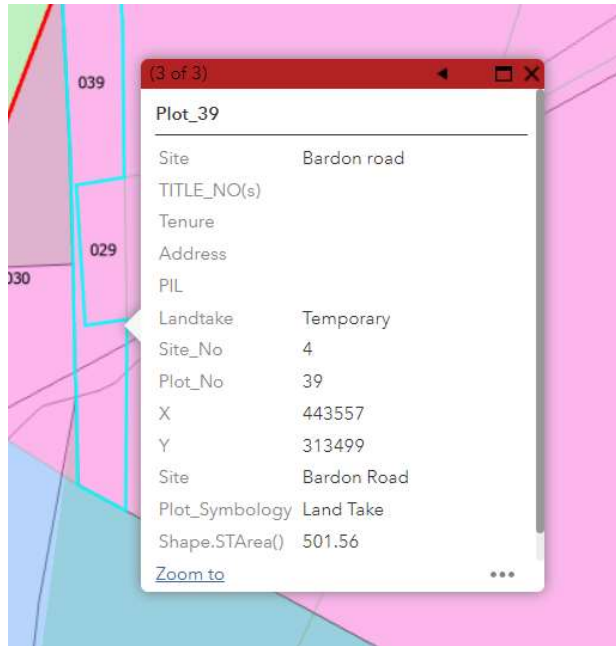 039
029
030
(3 of 3)
Plot_39
Site Bardon road
TITLE_NO(s)
Tenure
Address
PIL
Landtake Temporary
Site_No 4
Plot_No 39
X 443557
Y 313499
Site Bardon Road
Plot_Symbology Land Take
Shape.STArea() 501.56
Zoom to